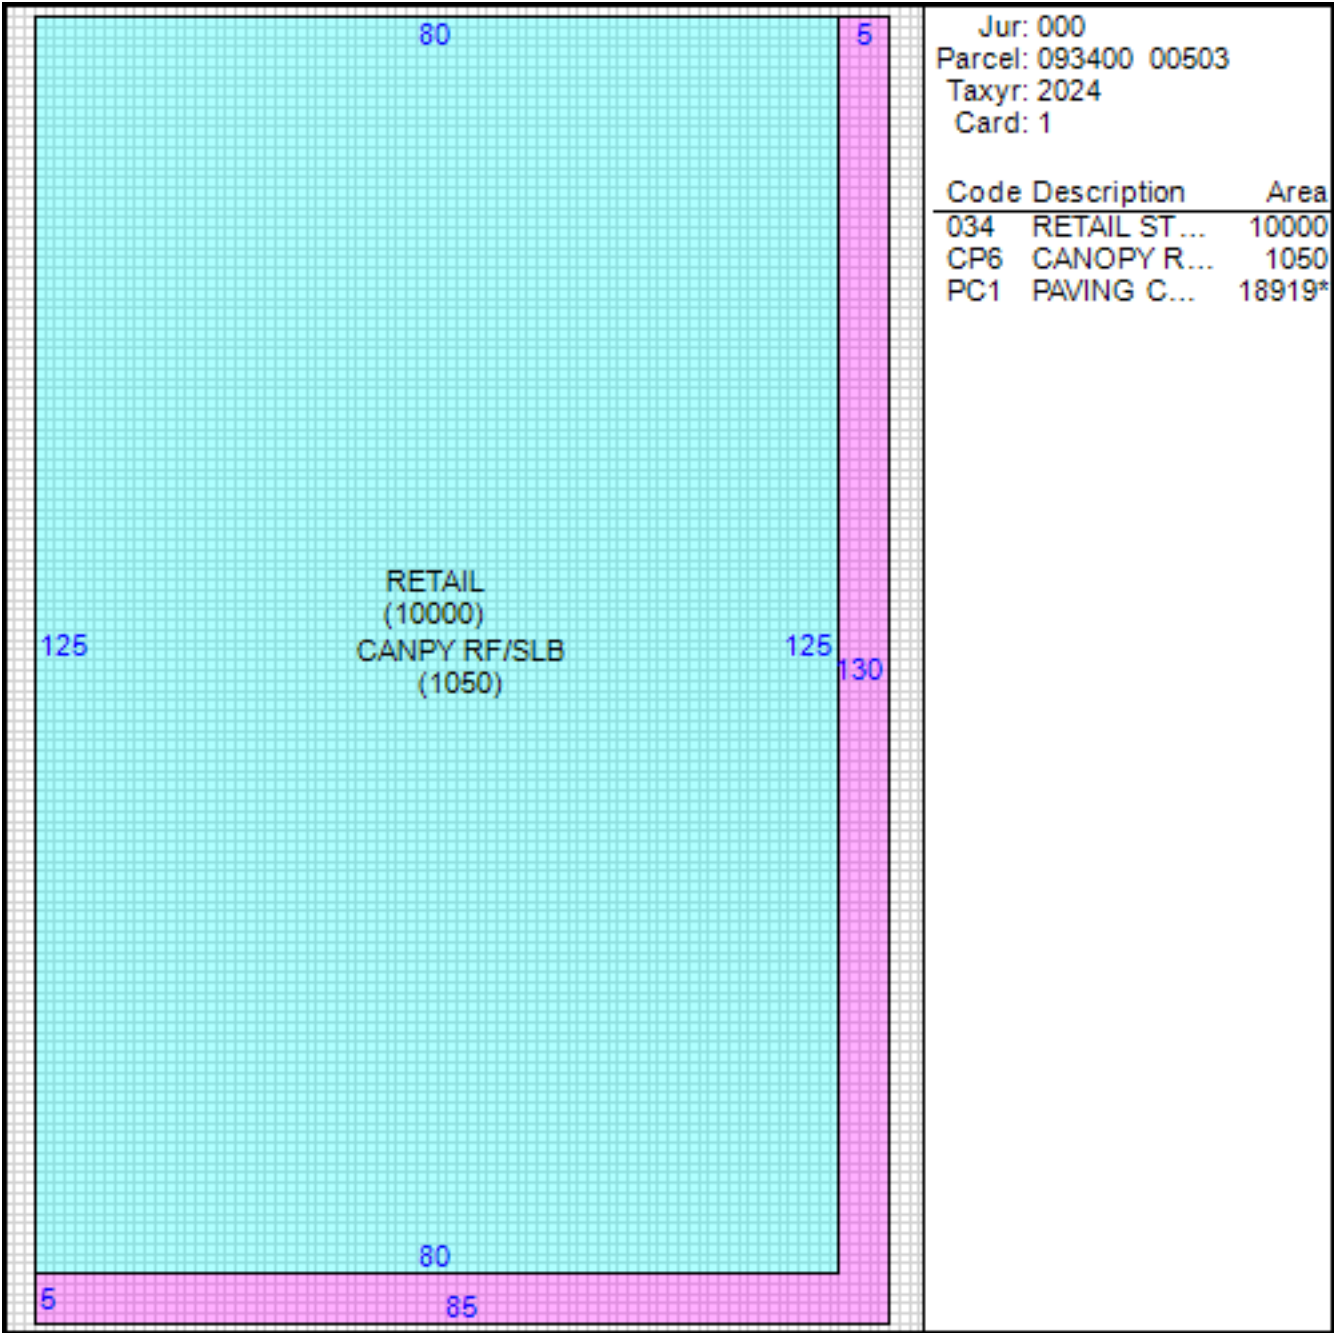 80
5
RETAIL
(10000)
CANPY RF/SLB
(1050)
125
125
130
80
5
85
Jur: 000
Parcel: 093400 00503
Taxyr: 2024
Card: 1
Code Description Area
034 RETAIL ST... 10000
CP6 CANOPY R... 1050
PC1 PAVING C... 18919*